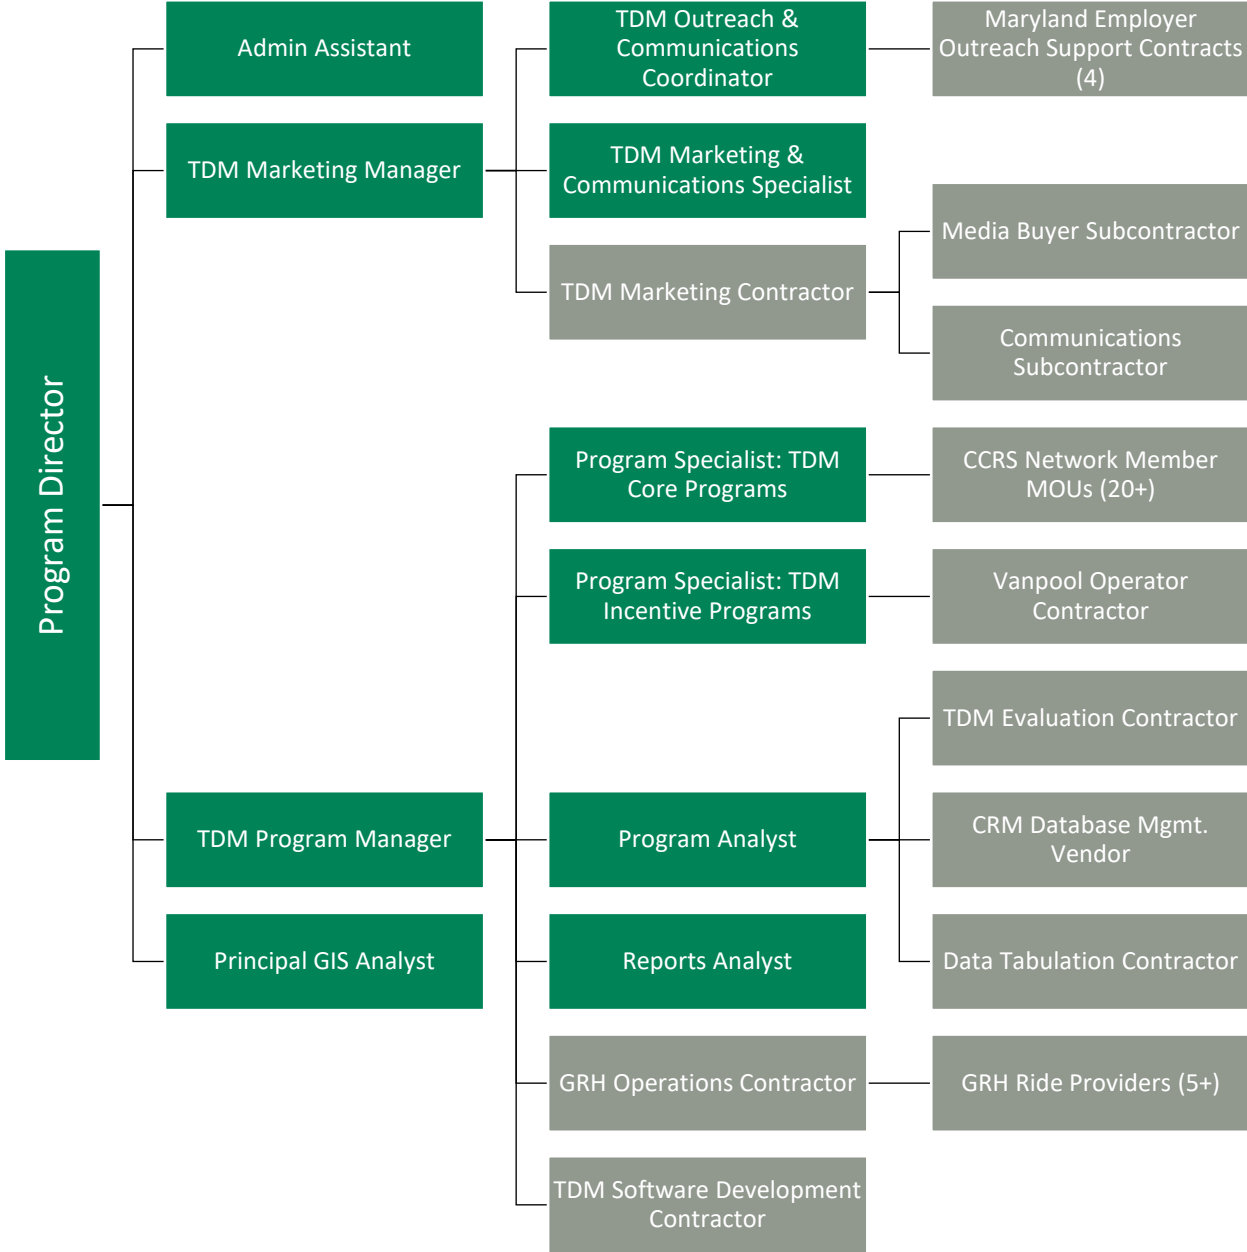 Program Director
Admin Assistant
TDM Marketing Manager
TDM Program Manager
Principal GIS Analyst
TDM Outreach &
Communications
Coordinator
TDM Marketing &
Communications Specialist
TDM Marketing Contractor
Program Specialist: TDM
Core Programs
Program Specialist: TDM
Incentive Programs
Program Analyst
Reports Analyst
GRH Operations Contractor
TDM Software Development
Contractor
Maryland Employer
Outreach Support Contracts
(4)
Media Buyer Subcontractor
Communications
Subcontractor
CCRS Network Member
MOUs (20+)
Vanpool Operator
Contractor
TDM Evaluation Contractor
CRM Database Mgmt.
Vendor
Data Tabulation Contractor
GRH Ride Providers (5+)